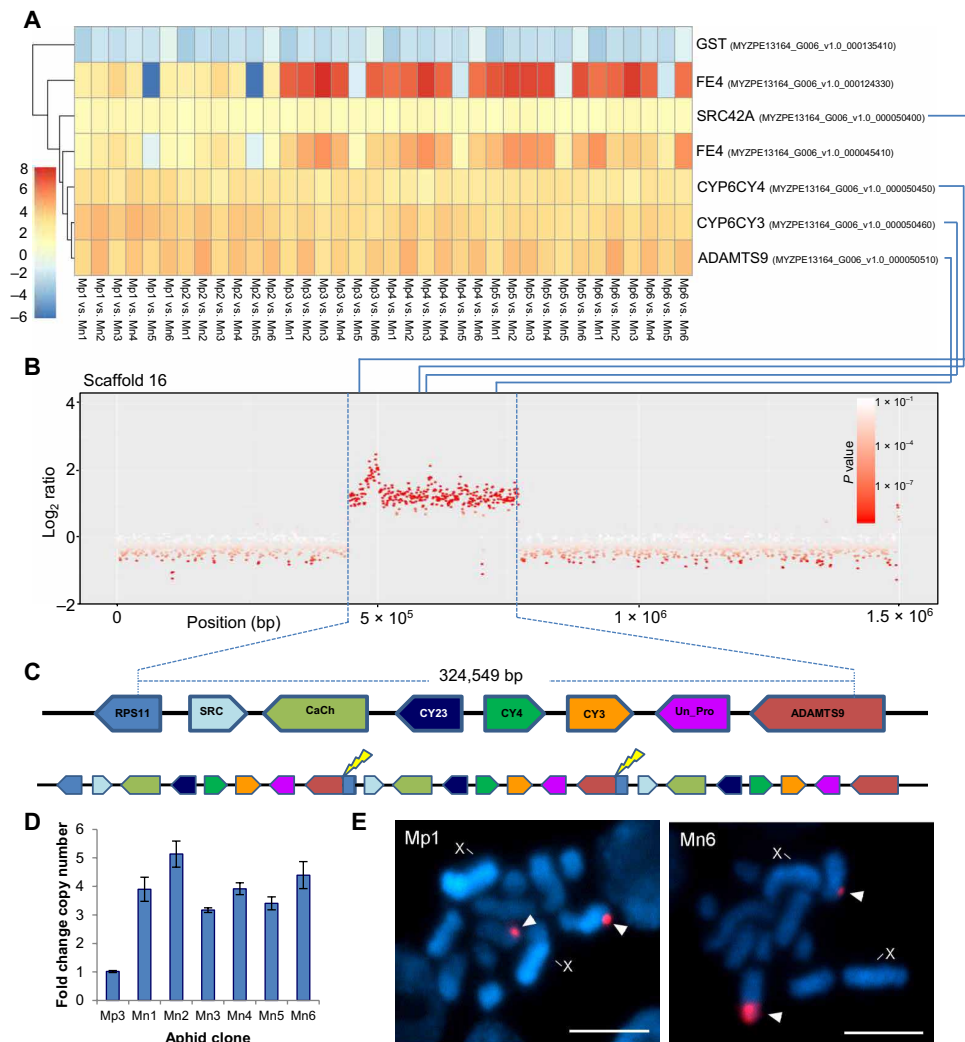 A
GST (MYZPE13164_G006_v1.0_000135410)
FE4 (MYZPE13164_G006_v1.0_000124330)
SRC42A (MYZPE13164_G006_v1.0_000050400)
FE4 (MYZPE13164_G006_v1.0_000045410)
CYP6CY4 (MYZPE13164_G006_v1.0_000050450)
CYP6CY3 (MYZPE13164_G006_v1.0_000050460)
ADAMTS9 (MYZPE13164_G006_v1.0_000050510)
8
6
4
2
0
−2
−4
−6
Mp1 vs. Mn1
Mp1 vs. Mn2
Mp1 vs. Mn3
Mp1 vs. Mn4
Mp1 vs. Mn5
Mp1 vs. Mn6
Mp2 vs. Mn1
Mp2 vs. Mn2
Mp2 vs. Mn3
Mp2 vs. Mn4
Mp2 vs. Mn5
Mp2 vs. Mn6
Mp3 vs. Mn1
Mp3 vs. Mn2
Mp3 vs. Mn3
Mp3 vs. Mn4
Mp3 vs. Mn5
Mp3 vs. Mn6
Mp4 vs. Mn1
Mp4 vs. Mn2
Mp4 vs. Mn3
Mp4 vs. Mn4
Mp4 vs. Mn5
Mp4 vs. Mn6
Mp5 vs. Mn1
Mp5 vs. Mn2
Mp5 vs. Mn3
Mp5 vs. Mn4
Mp5 vs. Mn5
Mp5 vs. Mn6
Mp6 vs. Mn1
Mp6 vs. Mn2
Mp6 vs. Mn3
Mp6 vs. Mn4
Mp6 vs. Mn5
Mp6 vs. Mn6
B
Scaffold 16
Log₂ ratio
4
2
0
−2
P value
1 × 10⁻¹
1 × 10⁻⁴
1 × 10⁻⁷
0
Position (bp)
5 × 10⁵
1 × 10⁶
1.5 × 10⁶
C
324,549 bp
RPS11
SRC
CaCh
CY23
CY4
CY3
Un_Pro
ADAMTS9
D
Fold change copy number
6
5
4
3
2
1
0
Mp3 Mn1 Mn2 Mn3 Mn4 Mn5 Mn6
Aphid clone
E
Mp1
X
X
Mn6
X
X